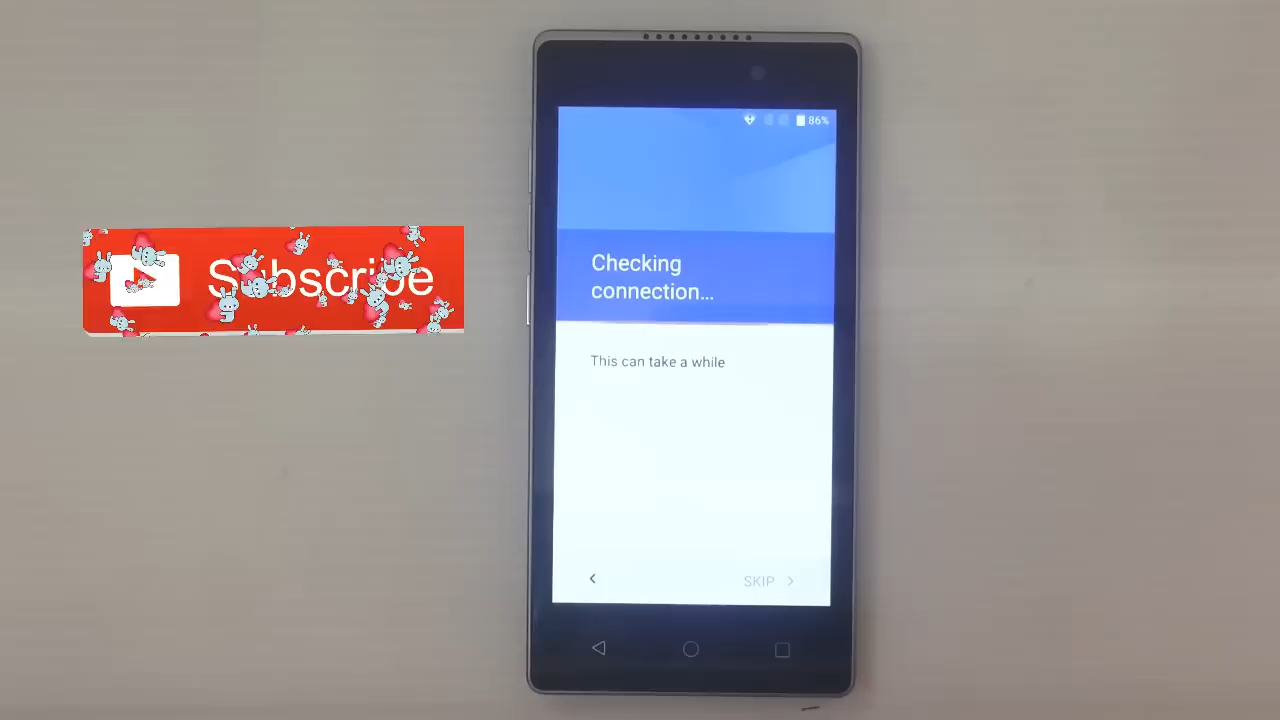 86%
Subscribe
Checking
connection...
This can take a while
SKIP